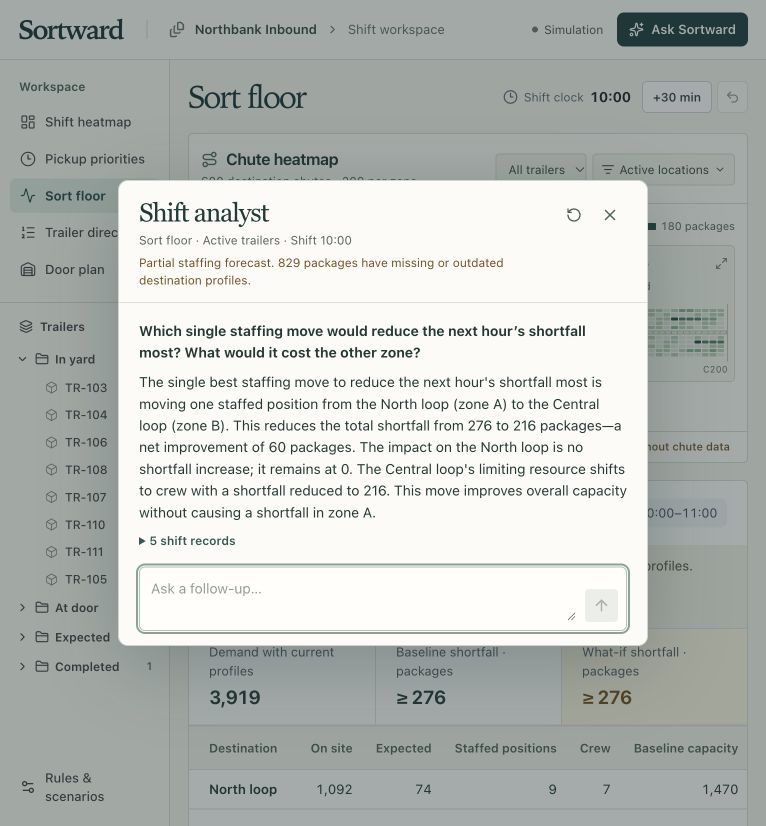 Sortward
Northbank Inbound > Shift workspace
Simulation
Ask Sortward
Workspace
Shift heatmap
Pickup priorities
Sort floor
Trailer direc
Door plan
Trailers
In yard
TR-103
TR-104
TR-106
TR-108
TR-107
TR-110
TR-111
TR-105
At door
Expected
Completed 1
Rules &
scenarios
Sort floor
Shift clock 10:00
+30 min
Chute heatmap
All trailers
Active locations
180 packages
C200
hout chute data
0:00–11:00
profiles.
Shift analyst
Sort floor · Active trailers · Shift 10:00
Partial staffing forecast. 829 packages have missing or outdated
destination profiles.
Which single staffing move would reduce the next hour’s shortfall
most? What would it cost the other zone?
The single best staffing move to reduce the next hour's shortfall most is
moving one staffed position from the North loop (zone A) to the Central
loop (zone B). This reduces the total shortfall from 276 to 216 packages—a
net improvement of 60 packages. The impact on the North loop is no
shortfall increase; it remains at 0. The Central loop's limiting resource shifts
to crew with a shortfall reduced to 216. This move improves overall capacity
without causing a shortfall in zone A.
5 shift records
Ask a follow-up...
Demand with current
profiles
3,919
Baseline shortfall ·
packages
≥ 276
What-if shortfall ·
packages
≥ 276
Destination On site Expected Staffed positions Crew Baseline capacity
North loop 1,092 74 9 7 1,470